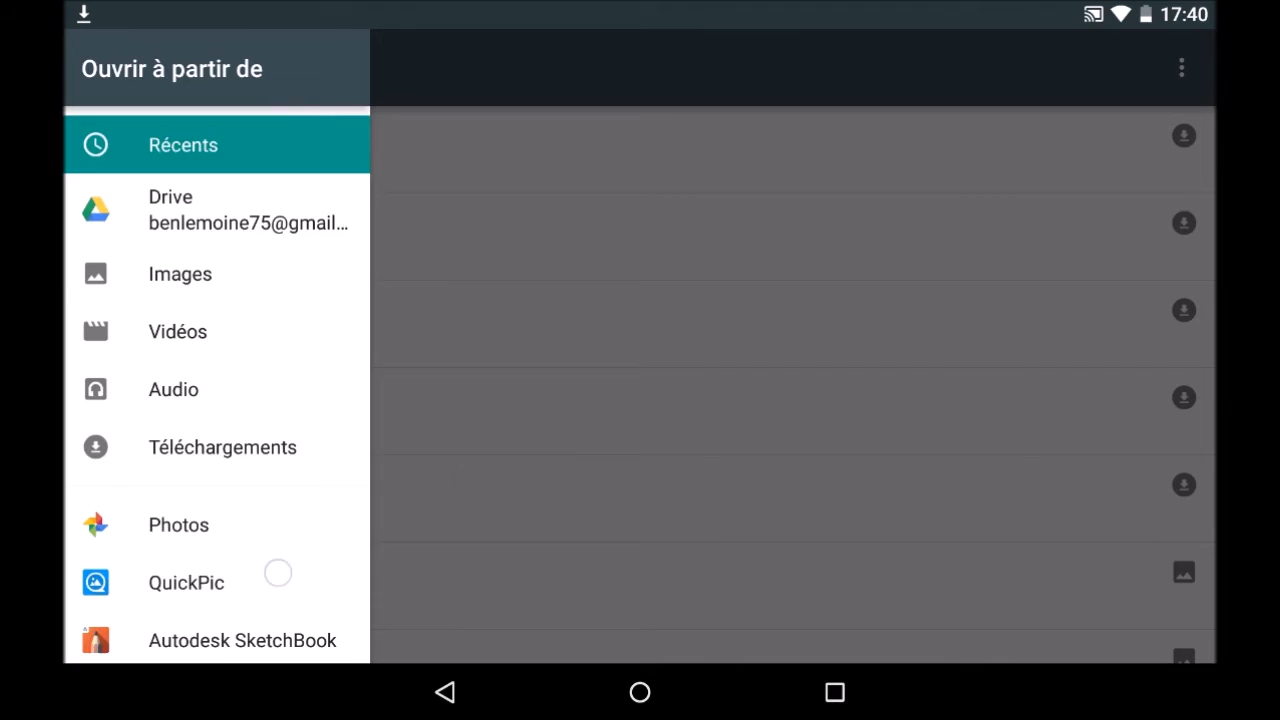 17:40
Ouvrir à partir de
Récents
Drive
benlemoine75@gmail...
Images
Vidéos
Audio
Téléchargements
Photos
QuickPic
Autodesk SketchBook